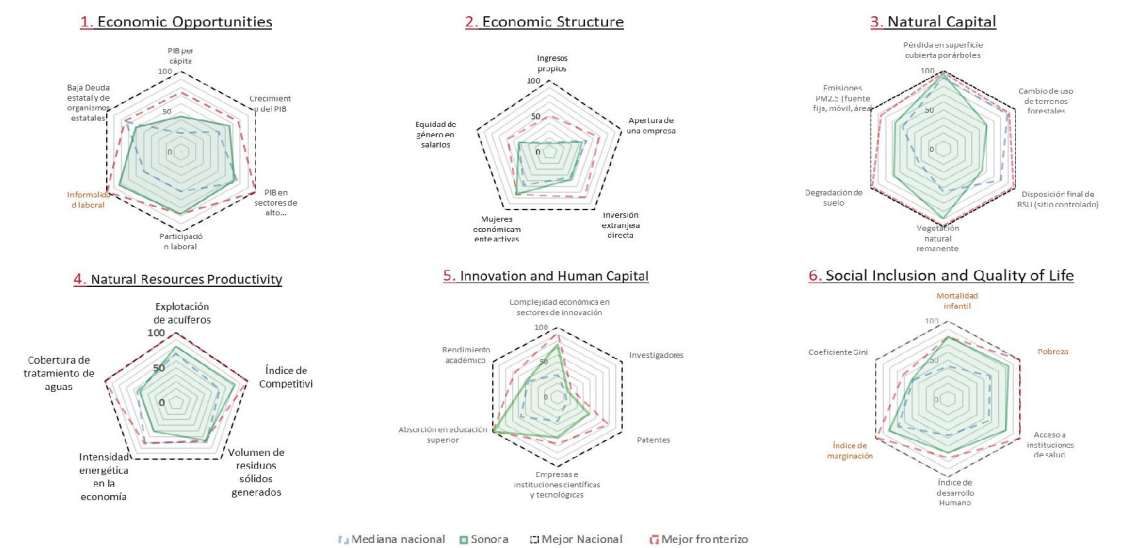 1. Economic Opportunities
PIB per
cápita
100
Baja Deuda
estatal y de
organismos
estatales
Crecimient
o del PIB
50
0
Informalida
d laboral
PIB en
sectores de
alto...
Participació
n laboral
2. Economic Structure
Ingresos
propios
100
Equidad de
género en
salarios
Apertura de
una empresa
50
0
Mujeres
económicam
ente activas
Inversión
extranjera
directa
3. Natural Capital
Pérdida en superficie
cubierta por árboles
100
Emisiones
PM2.5 (fuente
fija, móvil, área)
Cambio de uso
de terrenos
forestales
50
0
Degradación de
suelo
Disposición final de
RSU (sitio controlado)
Vegetación
natural
remanente
4. Natural Resources Productivity
Explotación
de acuíferos
100
Cobertura de
tratamiento de
aguas
Índice de
Competitivi
50
0
Intensidad
energética
en la
economía
Volumen de
residuos
sólidos
generados
5. Innovation and Human Capital
Complejidad económica en
sectores de innovación
100
Rendimiento
académico
Investigadores
50
0
Absorción en educación
superior
Patentes
Empresas e
instituciones científicas
y tecnológicas
6. Social Inclusion and Quality of Life
Mortalidad
infantil
100
Coeficiente Gini
Pobreza
50
0
Índice de
marginación
Acceso a
instituciones
de salud
Índice de
desarrollo
Humano
Mediana nacional Sonora Mejor Nacional Mejor fronterizo